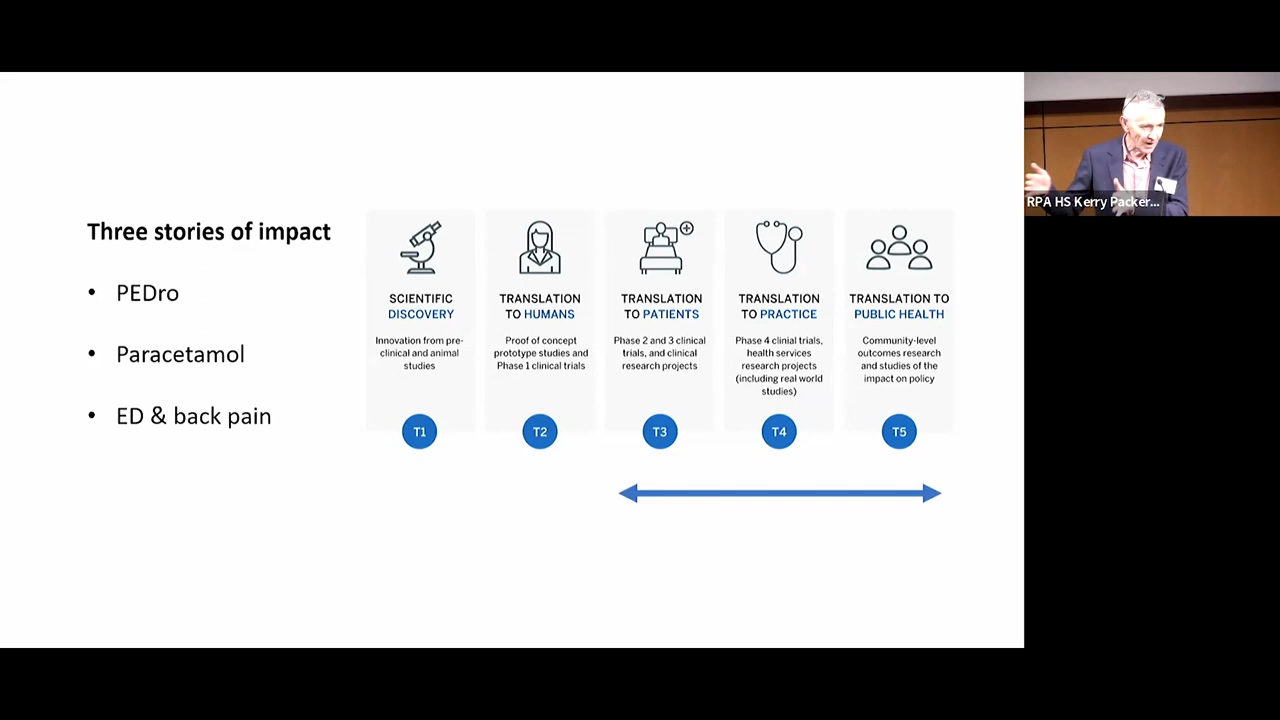 Three stories of impact
• PEDro
• Paracetamol
• ED & back pain
SCIENTIFIC
DISCOVERY
Innovation from pre-
clinical and animal
studies
T1
TRANSLATION
TO HUMANS
Proof of concept
prototype studies and
Phase 1 clinical trials
T2
TRANSLATION
TO PATIENTS
Phase 2 and 3 clinical
trials, and clinical
research projects
T3
TRANSLATION
TO PRACTICE
Phase 4 clinial trials,
health services
research projects
(including real world
studies)
T4
TRANSLATION TO
PUBLIC HEALTH
Community-level
outcomes research
and studies of the
impact on policy
T5
RPA HS Kerry Packer...